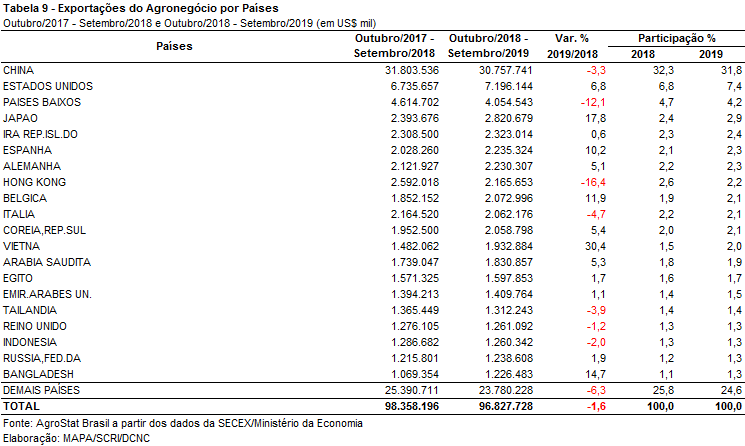 Tabela 9 - Exportações do Agronegócio por Países
Outubro/2017 - Setembro/2018 e Outubro/2018 - Setembro/2019 (em US$ mil)
Países Outubro/2017 - Setembro/2018 Outubro/2018 - Setembro/2019 Var. % 2019/2018 Participação % 2018 2019
CHINA 31.803.536 30.757.741 -3,3 32,3 31,8
ESTADOS UNIDOS 6.735.657 7.196.144 6,8 6,8 7,4
PAISES BAIXOS 4.614.702 4.054.543 -12,1 4,7 4,2
JAPAO 2.393.676 2.820.679 17,8 2,4 2,9
IRA REP.ISL.DO 2.308.500 2.323.014 0,6 2,3 2,4
ESPANHA 2.028.260 2.235.324 10,2 2,1 2,3
ALEMANHA 2.121.927 2.230.307 5,1 2,2 2,3
HONG KONG 2.592.018 2.165.653 -16,4 2,6 2,2
BELGICA 1.852.152 2.072.996 11,9 1,9 2,1
ITALIA 2.164.520 2.062.176 -4,7 2,2 2,1
COREIA,REP.SUL 1.952.500 2.058.798 5,4 2,0 2,1
VIETNA 1.482.062 1.932.884 30,4 1,5 2,0
ARABIA SAUDITA 1.739.047 1.830.857 5,3 1,8 1,9
EGITO 1.571.325 1.597.853 1,7 1,6 1,7
EMIR.ARABES UN. 1.394.213 1.409.764 1,1 1,4 1,5
TAILANDIA 1.365.449 1.312.243 -3,9 1,4 1,4
REINO UNIDO 1.276.105 1.261.092 -1,2 1,3 1,3
INDONESIA 1.286.682 1.260.342 -2,0 1,3 1,3
RUSSIA,FED.DA 1.215.801 1.238.608 1,9 1,2 1,3
BANGLADESH 1.069.354 1.226.483 14,7 1,1 1,3
DEMAIS PAÍSES 25.390.711 23.780.228 -6,3 25,8 24,6
TOTAL 98.358.196 96.827.728 -1,6 100,0 100,0
Fonte: AgroStat Brasil a partir dos dados da SECEX/Ministério da Economia
Elaboração: MAPA/SCRI/DCNC